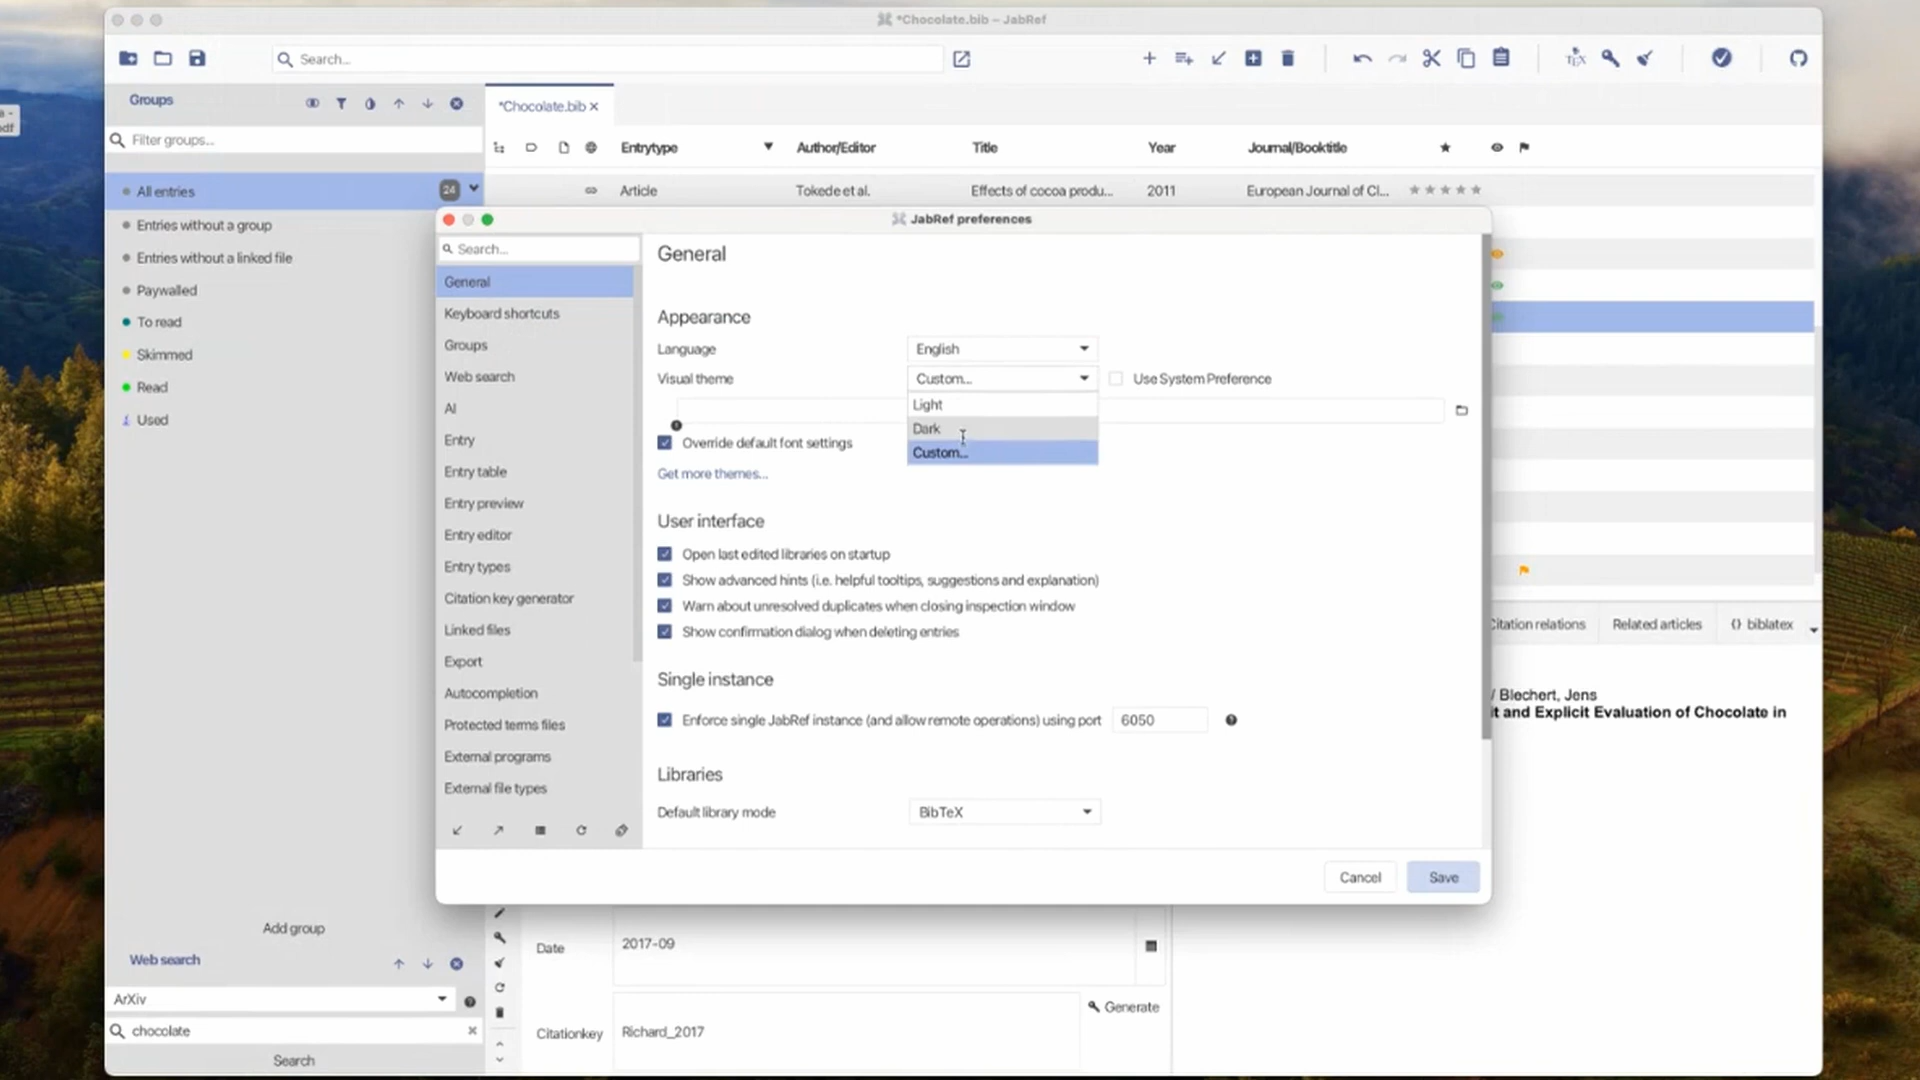 *Chocolate.bib – JabRef
Search...
TEX
Groups
*Chocolate.bib
Filter groups...
Entrytype Author/Editor Title Year Journal/Booktitle
All entries 24
Article Tokede et al. Effects of cocoa produ... 2011 European Journal of Cl...
Entries without a group
Entries without a linked file
Paywalled
To read
Skimmed
Read
Used
JabRef preferences
Search...
General
Keyboard shortcuts
Groups
Web search
AI
Entry
Entry table
Entry preview
Entry editor
Entry types
Citation key generator
Linked files
Export
Autocompletion
Protected terms files
External programs
External file types
General
Appearance
Language English
Visual theme Custom... Use System Preference
Light
Dark
Custom...
Override default font settings
Get more themes...
User interface
Open last edited libraries on startup
Show advanced hints (i.e. helpful tooltips, suggestions and explanation)
Warn about unresolved duplicates when closing inspection window
Show confirmation dialog when deleting entries
Single instance
Enforce single JabRef instance (and allow remote operations) using port 6050
Libraries
Default library mode BibTeX
Cancel Save
Citation relations Related articles {} biblatex
/ Blechert, Jens
it and Explicit Evaluation of Chocolate in
Add group
Web search
ArXiv
chocolate
Search
Date 2017-09
Generate
Citationkey Richard_2017